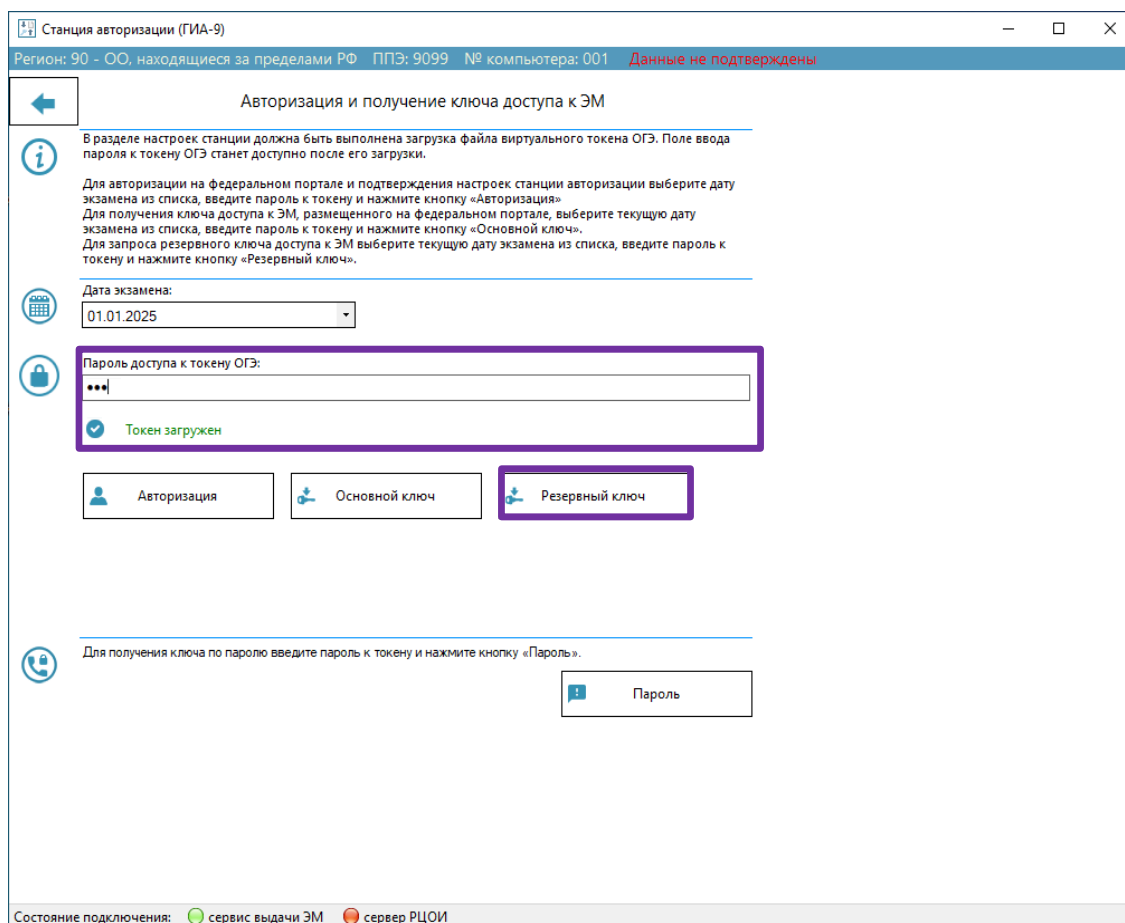 Станция авторизации (ГИА-9)
Регион: 90 - ОО, находящиеся за пределами РФ ППЭ: 9099 № компьютера: 001 Данные не подтверждены
Авторизация и получение ключа доступа к ЭМ
В разделе настроек станции должна быть выполнена загрузка файла виртуального токена ОГЭ. Поле ввода
пароля к токену ОГЭ станет доступно после его загрузки.
Для авторизации на федеральном портале и подтверждения настроек станции авторизации выберите дату
экзамена из списка, введите пароль к токену и нажмите кнопку «Авторизация»
Для получения ключа доступа к ЭМ, размещенного на федеральном портале, выберите текущую дату
экзамена из списка, введите пароль к токену и нажмите кнопку «Основной ключ».
Для запроса резервного ключа доступа к ЭМ выберите текущую дату экзамена из списка, введите пароль к
токену и нажмите кнопку «Резервный ключ».
Дата экзамена:
01.01.2025
Пароль доступа к токену ОГЭ:
•••
Токен загружен
Авторизация Основной ключ Резервный ключ
Для получения ключа по паролю введите пароль к токену и нажмите кнопку «Пароль».
Пароль
Состояние подключения: сервис выдачи ЭМ сервер РЦОИ